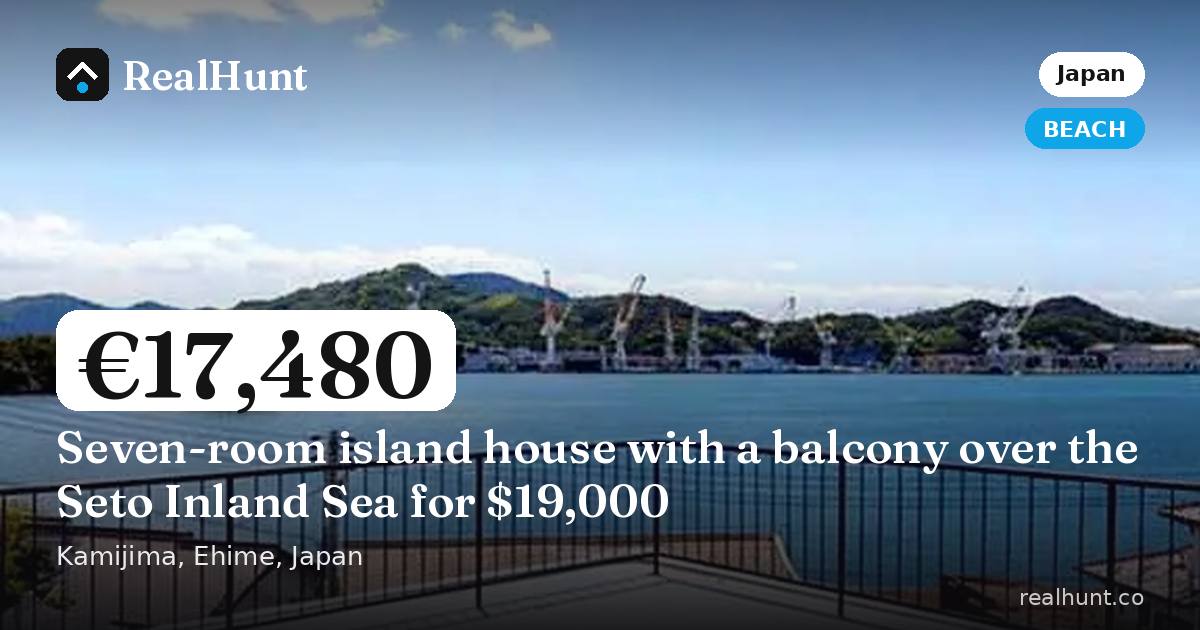 RealHunt
Japan
BEACH
€17,480
Seven-room island house with a balcony over the
Seto Inland Sea for $19,000
Kamijima, Ehime, Japan
realhunt.co